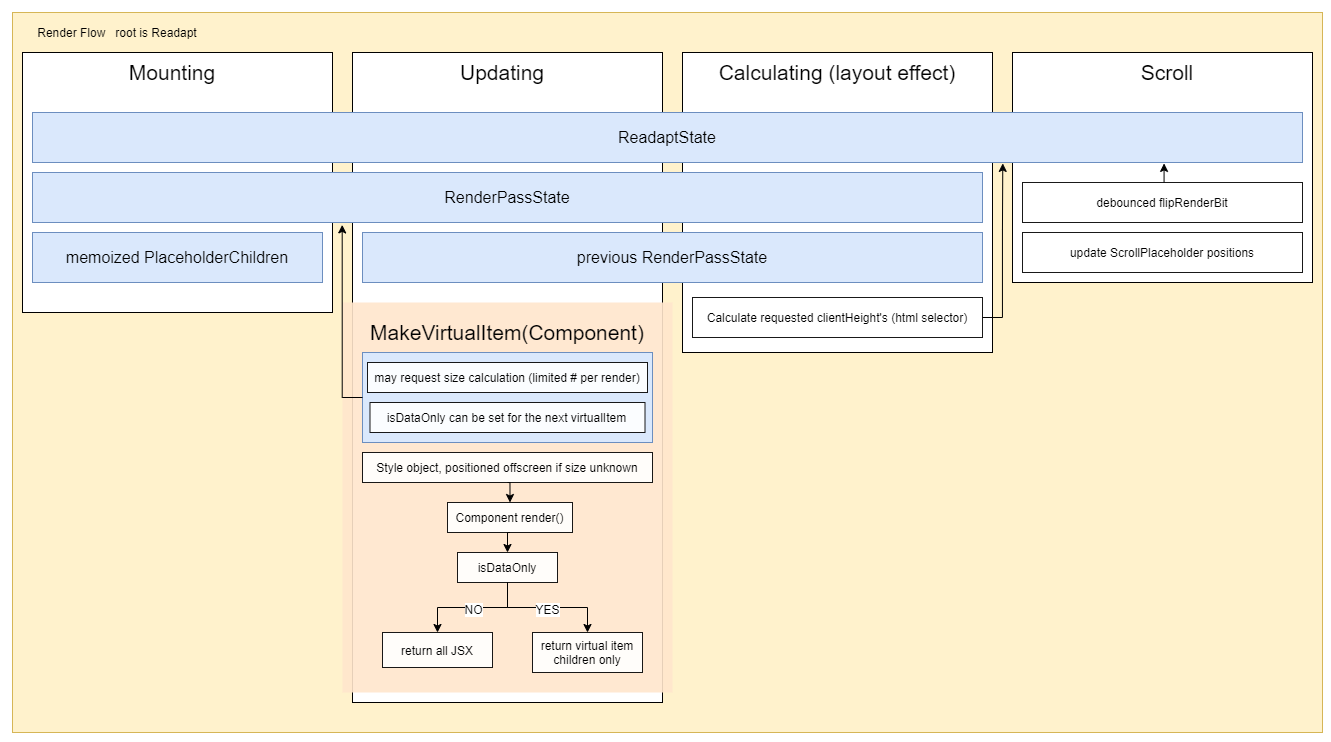 Render Flow   root is Readapt
Mounting
Updating
Calculating (layout effect)
Scroll
ReadaptState
RenderPassState
debounced flipRenderBit
memoized PlaceholderChildren
previous RenderPassState
update ScrollPlaceholder positions
Calculate requested clientHeight's (html selector)
MakeVirtualItem(Component)
may request size calculation (limited # per render)
isDataOnly can be set for the next virtualItem
Style object, positioned offscreen if size unknown
Component render()
isDataOnly
NO
YES
return all JSX
return virtual item
children only